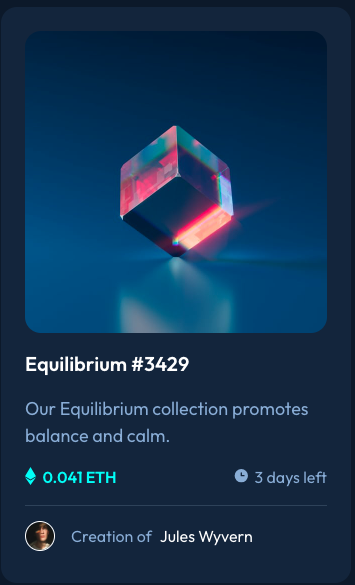 Equilibrium #3429
Our Equilibrium collection promotes
balance and calm.
0.041 ETH 3 days left
Creation of Jules Wyvern